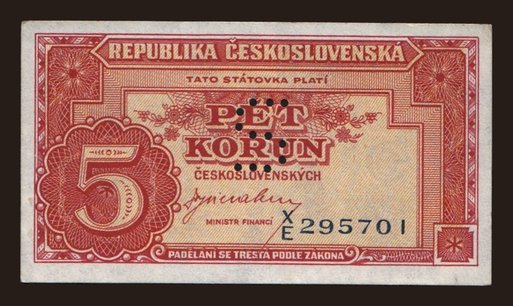 REPUBLIKA ČESKOSLOVENSKÁ
TATO STÁTOVKA PLATÍ
PĚT
KORUN
ČESKOSLOVENSKÝCH
5
MINISTR FINANCÍ
X/E 295701
PADĚLÁNÍ SE TRESTÁ PODLE ZÁKONA